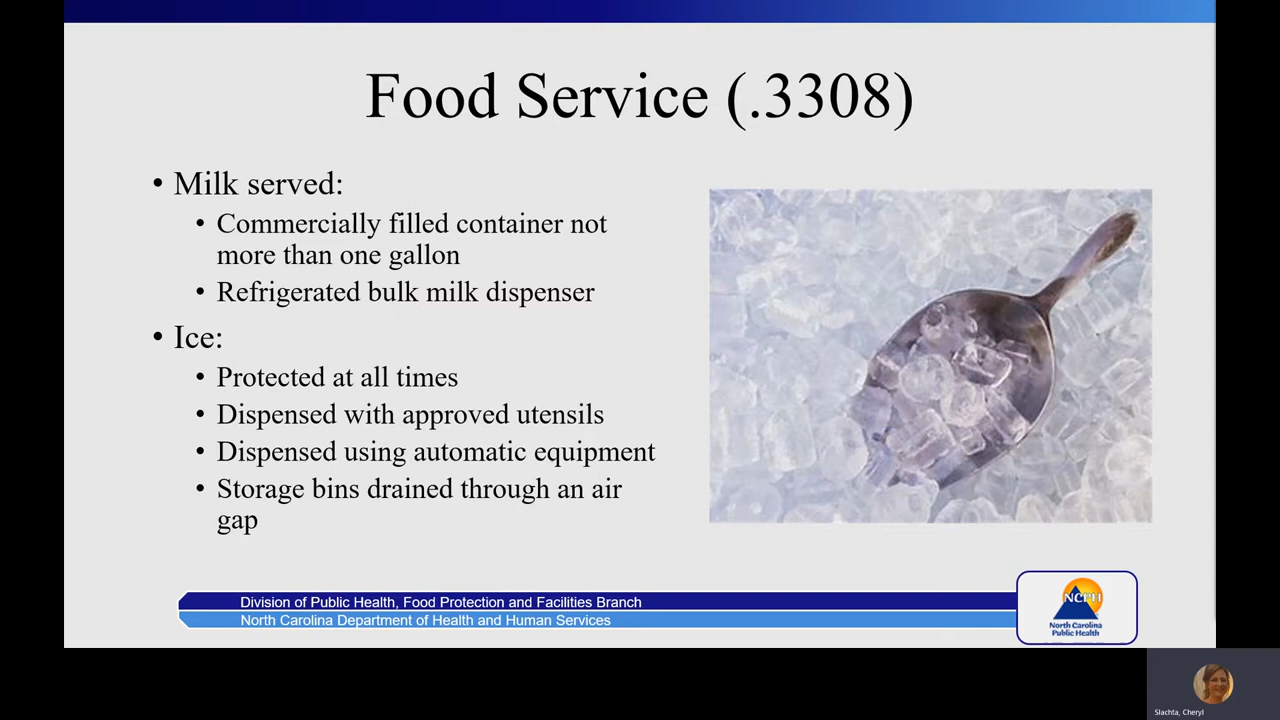 Food Service (.3308)
• Milk served:
• Commercially filled container not
more than one gallon
• Refrigerated bulk milk dispenser
• Ice:
• Protected at all times
• Dispensed with approved utensils
• Dispensed using automatic equipment
• Storage bins drained through an air
gap
Division of Public Health, Food Protection and Facilities Branch
North Carolina Department of Health and Human Services
NCPH
North Carolina
Public Health
Slachta, Cheryl